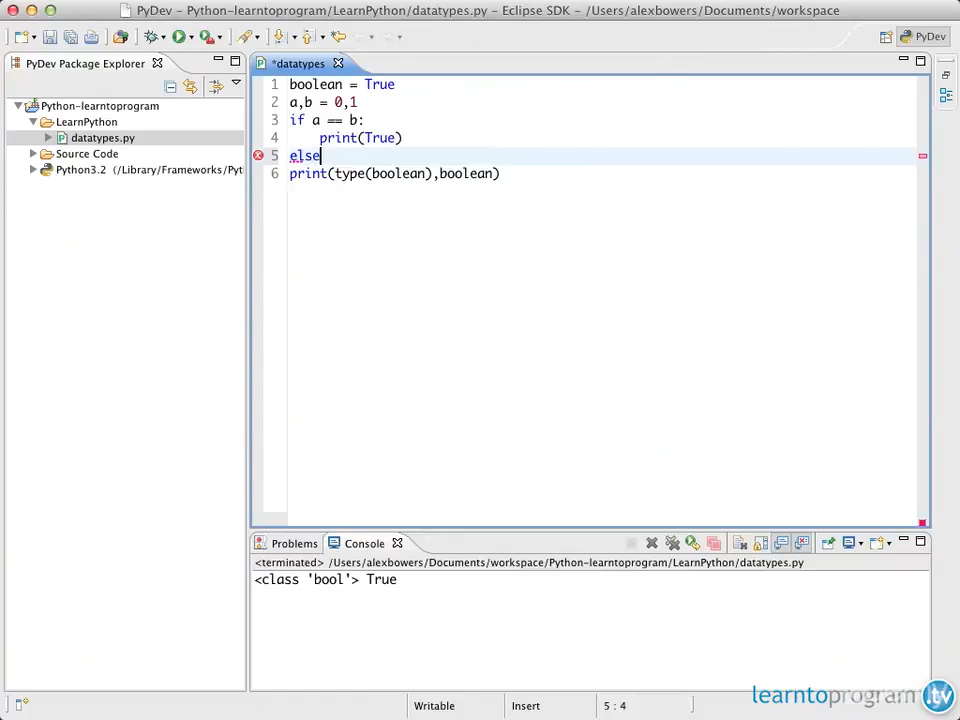 PyDev - Python-learntoprogram/LearnPython/datatypes.py - Eclipse SDK - /Users/alexbowers/Documents/workspace
PyDev
PyDev Package Explorer
Python-learntoprogram
LearnPython
datatypes.py
Source Code
Python3.2 (/Library/Frameworks/Pyt
*datatypes
1 boolean = True
2 a,b = 0,1
3 if a == b:
4 print(True)
5 else
6 print(type(boolean),boolean)
Problems Console
<terminated> /Users/alexbowers/Documents/workspace/Python-learntoprogram/LearnPython/datatypes.py
<class 'bool'> True
Writable Insert 5 : 4
learntoprogram.tv